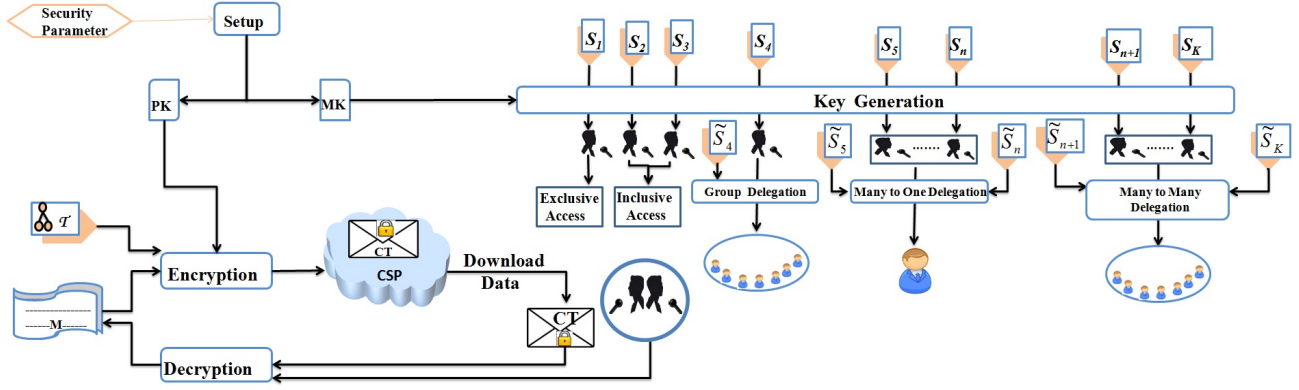 Security
Parameter
Setup
S1 S2 S3 S4 S5 Sn Sn+1 SK
PK
MK
Key Generation
S̃4 S̃5 S̃n S̃n+1 S̃K
........ ........
Exclusive
Access
Inclusive
Access
Group Delegation
Many to One Delegation
Many to Many
Delegation
𝒯
Encryption
CT
CSP
Download
Data
-----------------
------M------
CT
Decryption